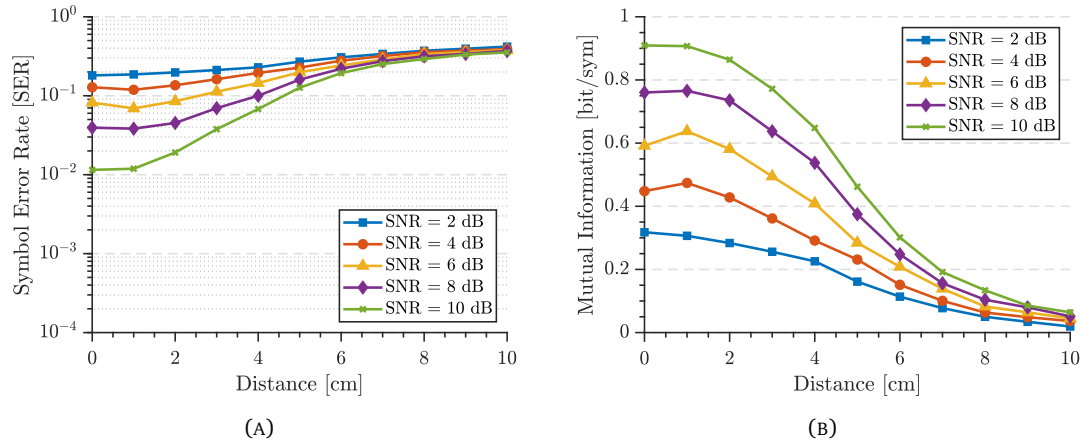 10^0
10^-1
10^-2
10^-3
10^-4
Symbol Error Rate [SER]
SNR = 2 dB
SNR = 4 dB
SNR = 6 dB
SNR = 8 dB
SNR = 10 dB
0 2 4 6 8 10
Distance [cm]
(A)
1
0.8
0.6
0.4
0.2
0
Mutual Information [bit/sym]
SNR = 2 dB
SNR = 4 dB
SNR = 6 dB
SNR = 8 dB
SNR = 10 dB
0 2 4 6 8 10
Distance [cm]
(B)